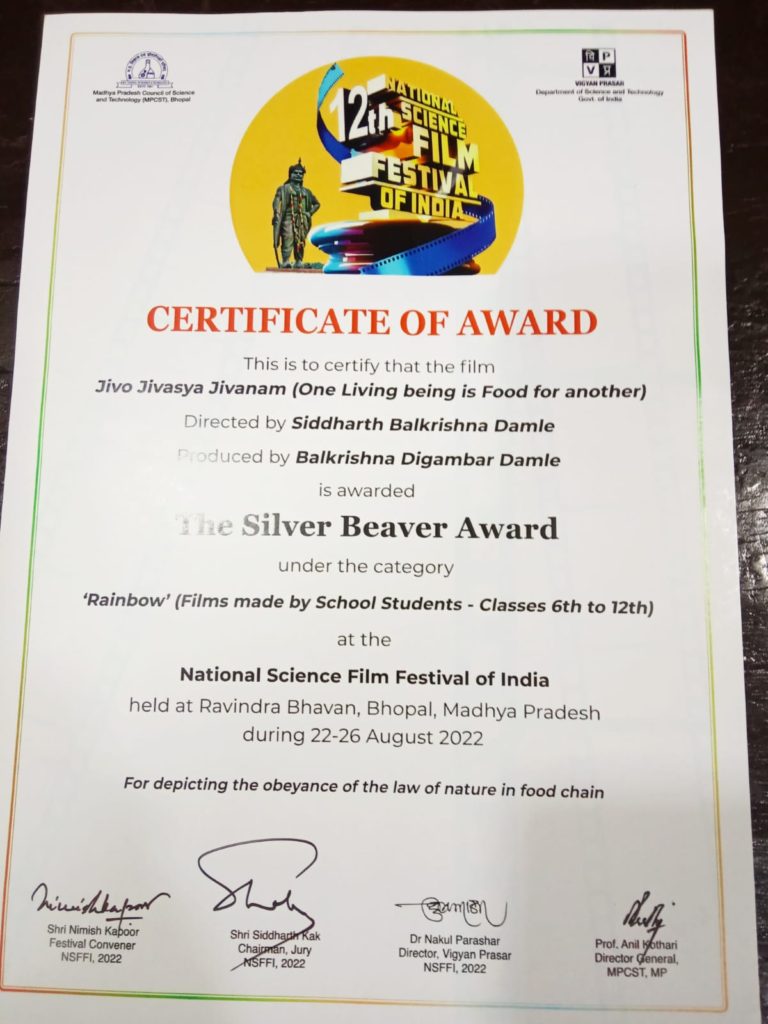 Madhya Pradesh Council of Science
and Technology (MPCST), Bhopal
वि P
V प्र
VIGYAN PRASAR
Department of Science and Technology
Govt. of India
12th NATIONAL
SCIENCE
FILM
FESTIVAL
OF INDIA
CERTIFICATE OF AWARD
This is to certify that the film
Jivo Jivasya Jivanam (One Living being is Food for another)
Directed by Siddharth Balkrishna Damle
Produced by Balkrishna Digambar Damle
is awarded
The Silver Beaver Award
under the category
‘Rainbow’ (Films made by School Students - Classes 6th to 12th)
at the
National Science Film Festival of India
held at Ravindra Bhavan, Bhopal, Madhya Pradesh
during 22-26 August 2022
For depicting the obeyance of the law of nature in food chain
Nimishkapoor
Shri Nimish Kapoor
Festival Convener
NSFFI, 2022
Shri Siddharth Kak
Chairman, Jury
NSFFI, 2022
Dr Nakul Parashar
Director, Vigyan Prasar
NSFFI, 2022
Prof. Anil Kothari
Director General,
MPCST, MP